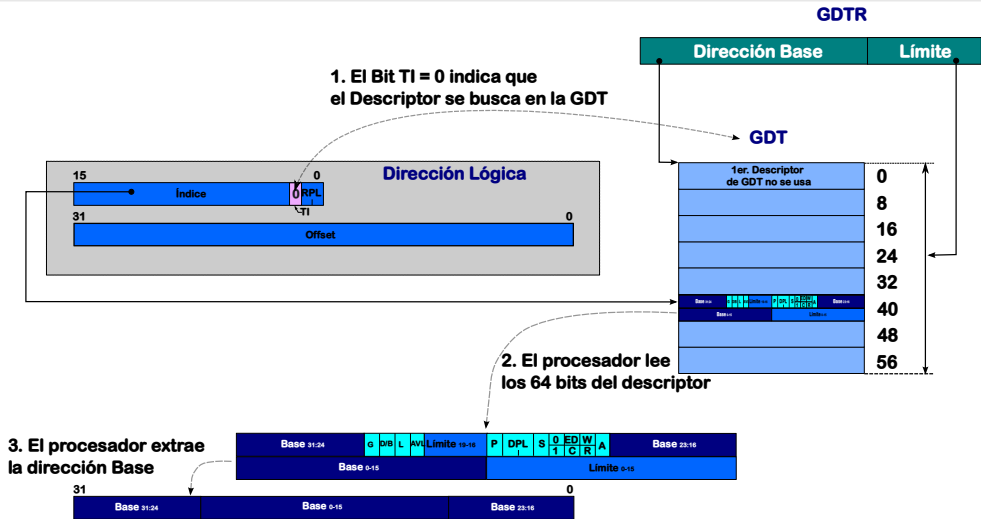 GDTR
Dirección Base
Límite
1. El Bit TI = 0 indica que
el Descriptor se busca en la GDT
GDT
Dirección Lógica
15
0
Índice
0
RPL
TI
31
0
Offset
1er. Descriptor
de GDT no se usa
0
8
16
24
32
40
48
56
2. El procesador lee
los 64 bits del descriptor
3. El procesador extrae
la dirección Base
Base 31:24
G
D/B
L
AVL
Límite 19-16
P
DPL
S
0 ED W
1 C R
A
Base 23:16
Base 0-15
Límite 0-15
31
0
Base 31:24
Base 0-15
Base 23:16